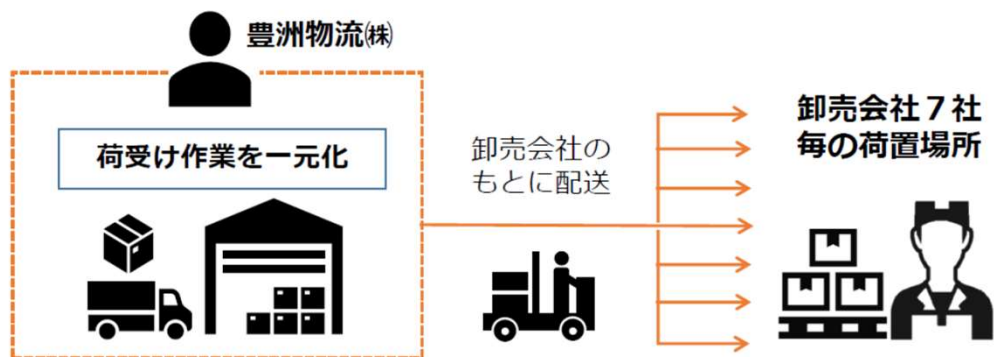 豊洲物流㈱
荷受け作業を一元化
卸売会社の
もとに配送
卸売会社７社
毎の荷置場所